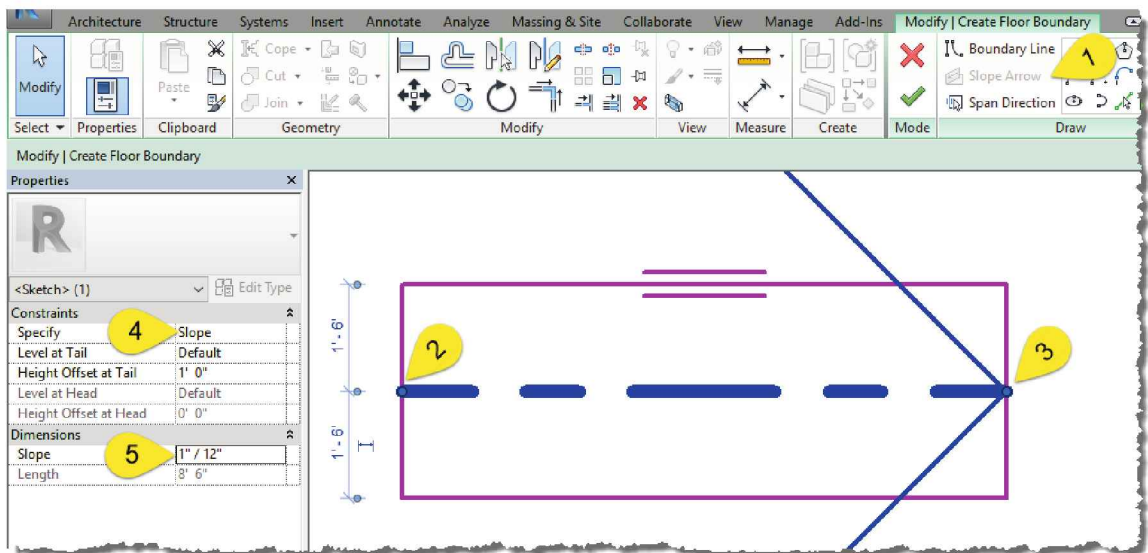 Architecture Structure Systems Insert Annotate Analyze Massing & Site Collaborate View Manage Add-Ins Modify | Create Floor Boundary
Modify
Paste
Cope
Cut
Join
Boundary Line
Slope Arrow
Span Direction
1
Select Properties Clipboard Geometry Modify View Measure Create Mode Draw
Modify | Create Floor Boundary
Properties
R
<Sketch> (1) Edit Type
Constraints
Specify 4 Slope
Level at Tail Default
Height Offset at Tail 1' 0"
Level at Head Default
Height Offset at Head 0' 0"
Dimensions
Slope 5 1" / 12"
Length 8' 6"
1' - 6'
1' - 6'
2
3